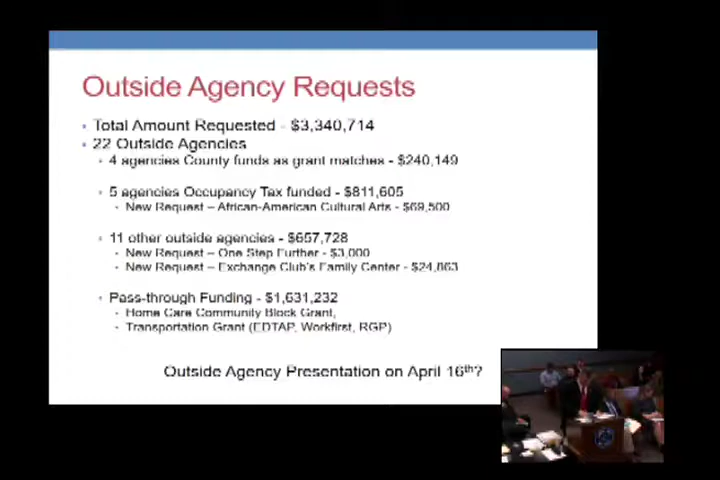 Outside Agency Requests
Total Amount Requested - $3,340,714
22 Outside Agencies
4 agencies County funds as grant matches - $240,149
5 agencies Occupancy Tax funded - $811,605
New Request – African-American Cultural Arts - $69,500
11 other outside agencies - $657,728
New Request – One Step Further - $3,000
New Request – Exchange Club's Family Center - $24,863
Pass-through Funding - $1,631,232
Home Care Community Block Grant,
Transportation Grant (EDTAP, Workfirst, RGP)
Outside Agency Presentation on April 16th?